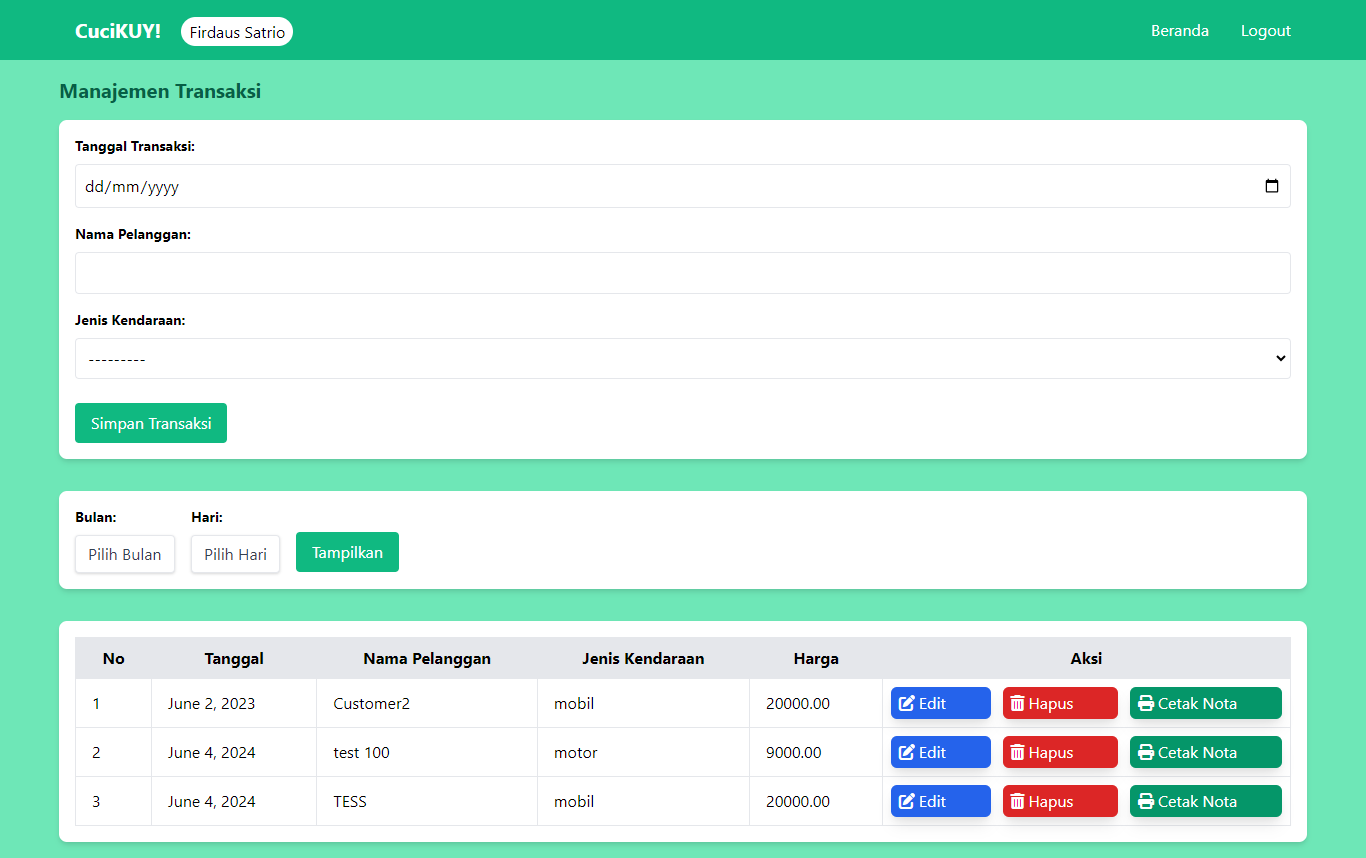 CuciKUY! Firdaus Satrio Beranda Logout
Manajemen Transaksi
Tanggal Transaksi:
dd/mm/yyyy
Nama Pelanggan:
Jenis Kendaraan:
---------
Simpan Transaksi
Bulan: Hari:
Pilih Bulan Pilih Hari Tampilkan
No Tanggal Nama Pelanggan Jenis Kendaraan Harga Aksi
1 June 2, 2023 Customer2 mobil 20000.00 Edit Hapus Cetak Nota
2 June 4, 2024 test 100 motor 9000.00 Edit Hapus Cetak Nota
3 June 4, 2024 TESS mobil 20000.00 Edit Hapus Cetak Nota